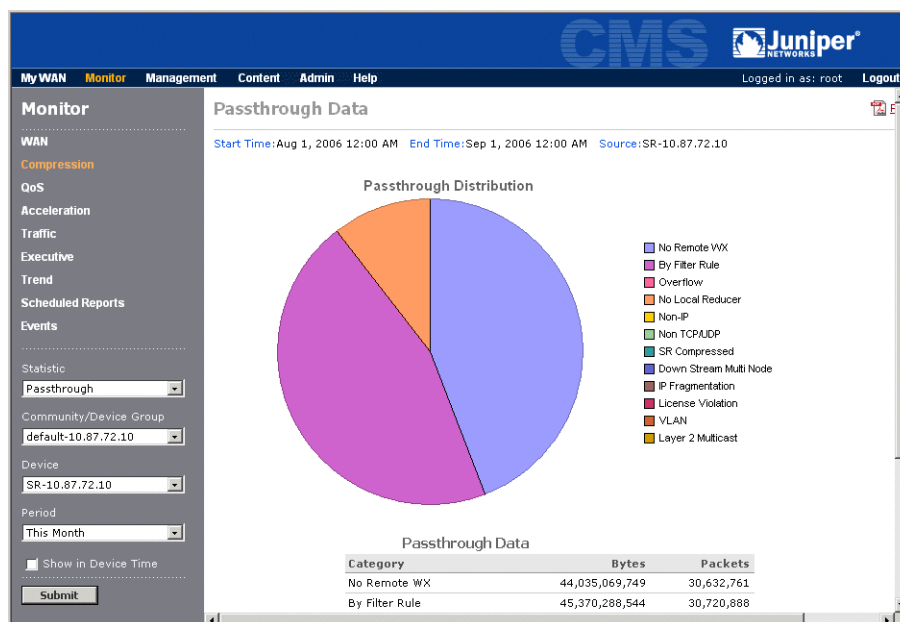 CMS
Juniper®
NETWORKS
My WAN Monitor Management Content Admin Help Logged in as: root Logout
Monitor
WAN
Compression
QoS
Acceleration
Traffic
Executive
Trend
Scheduled Reports
Events
Statistic
Passthrough
Community/Device Group
default-10.87.72.10
Device
SR-10.87.72.10
Period
This Month
Show in Device Time
Submit
Passthrough Data
Start Time:Aug 1, 2006 12:00 AM End Time:Sep 1, 2006 12:00 AM Source:SR-10.87.72.10
Passthrough Distribution
No Remote WX
By Filter Rule
Overflow
No Local Reducer
Non-IP
Non TCP/UDP
SR Compressed
Down Stream Multi Node
IP Fragmentation
License Violation
VLAN
Layer 2 Multicast
Passthrough Data
Category Bytes Packets
No Remote WX 44,035,069,749 30,632,761
By Filter Rule 45,370,288,544 30,720,888